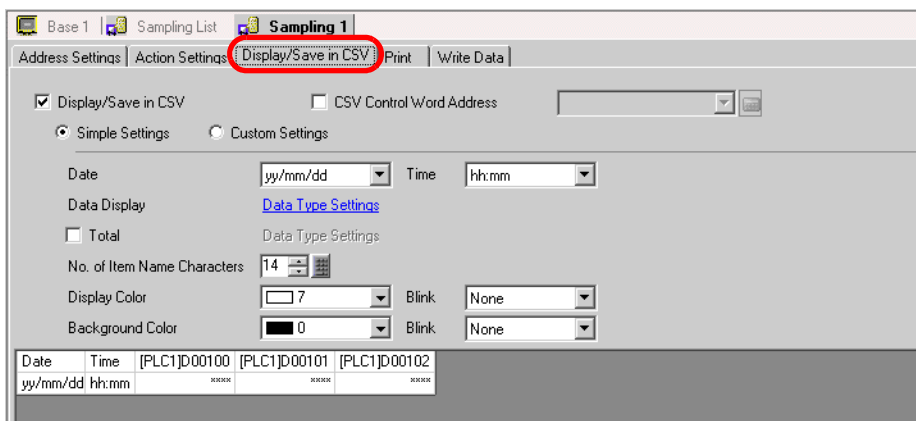 Base 1 Sampling List Sampling 1
Address Settings Action Settings Display/Save in CSV Print Write Data
Display/Save in CSV CSV Control Word Address
Simple Settings Custom Settings
Date yy/mm/dd Time hh:mm
Data Display Data Type Settings
Total Data Type Settings
No. of Item Name Characters 14
Display Color 7 Blink None
Background Color 0 Blink None
Date Time [PLC1]D00100 [PLC1]D00101 [PLC1]D00102
yy/mm/dd hh:mm **** **** ****